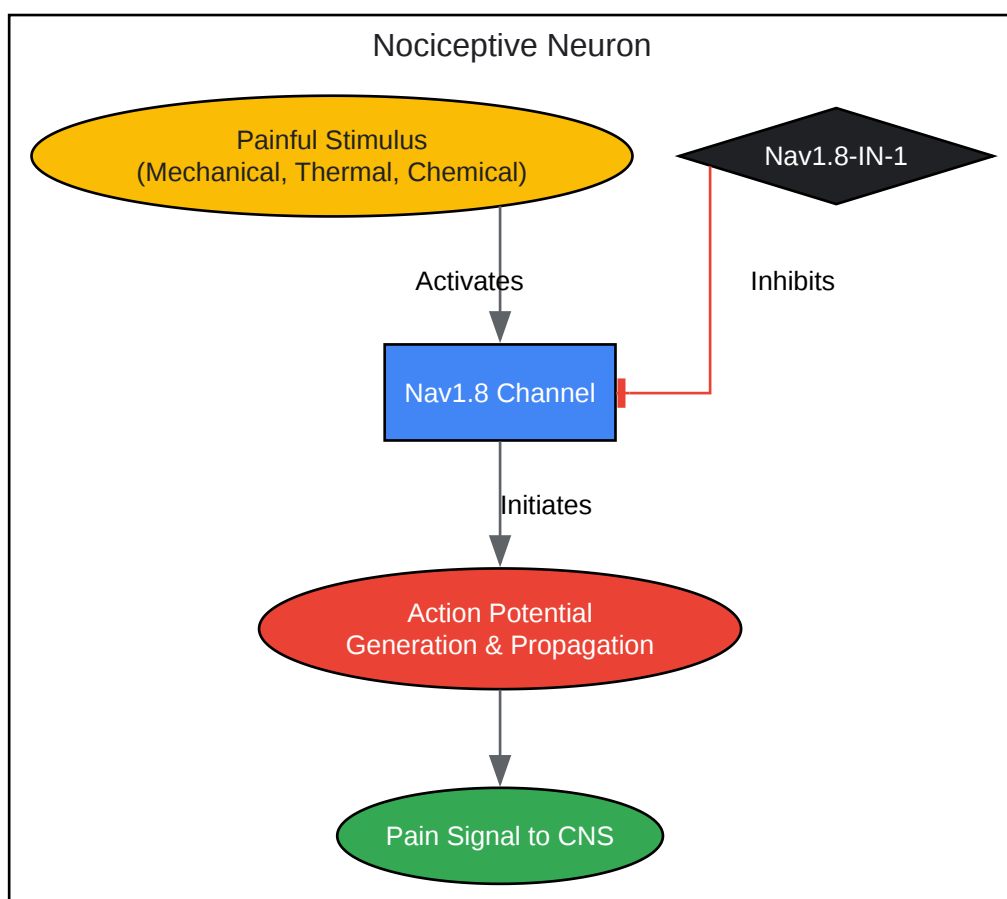 Nociceptive Neuron
Painful Stimulus
(Mechanical, Thermal, Chemical)
Nav1.8-IN-1
Activates
Inhibits
Nav1.8 Channel
Initiates
Action Potential
Generation & Propagation
Pain Signal to CNS